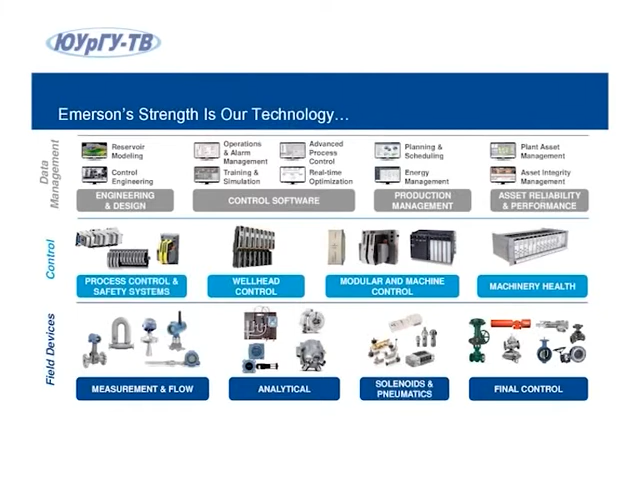 ЮУрГУ-ТВ
Emerson's Strength Is Our Technology…
Data
Management
Reservoir
Modeling
Control
Engineering
ENGINEERING
& DESIGN
Operations
& Alarm
Management
Training &
Simulation
Advanced
Process
Control
Real-time
Optimization
CONTROL SOFTWARE
Planning &
Scheduling
Energy
Management
PRODUCTION
MANAGEMENT
Plant Asset
Management
Asset Integrity
Management
ASSET RELIABILITY
& PERFORMANCE
Control
PROCESS CONTROL &
SAFETY SYSTEMS
WELLHEAD
CONTROL
MODULAR AND MACHINE
CONTROL
MACHINERY HEALTH
Field Devices
MEASUREMENT & FLOW
ANALYTICAL
SOLENOIDS &
PNEUMATICS
FINAL CONTROL